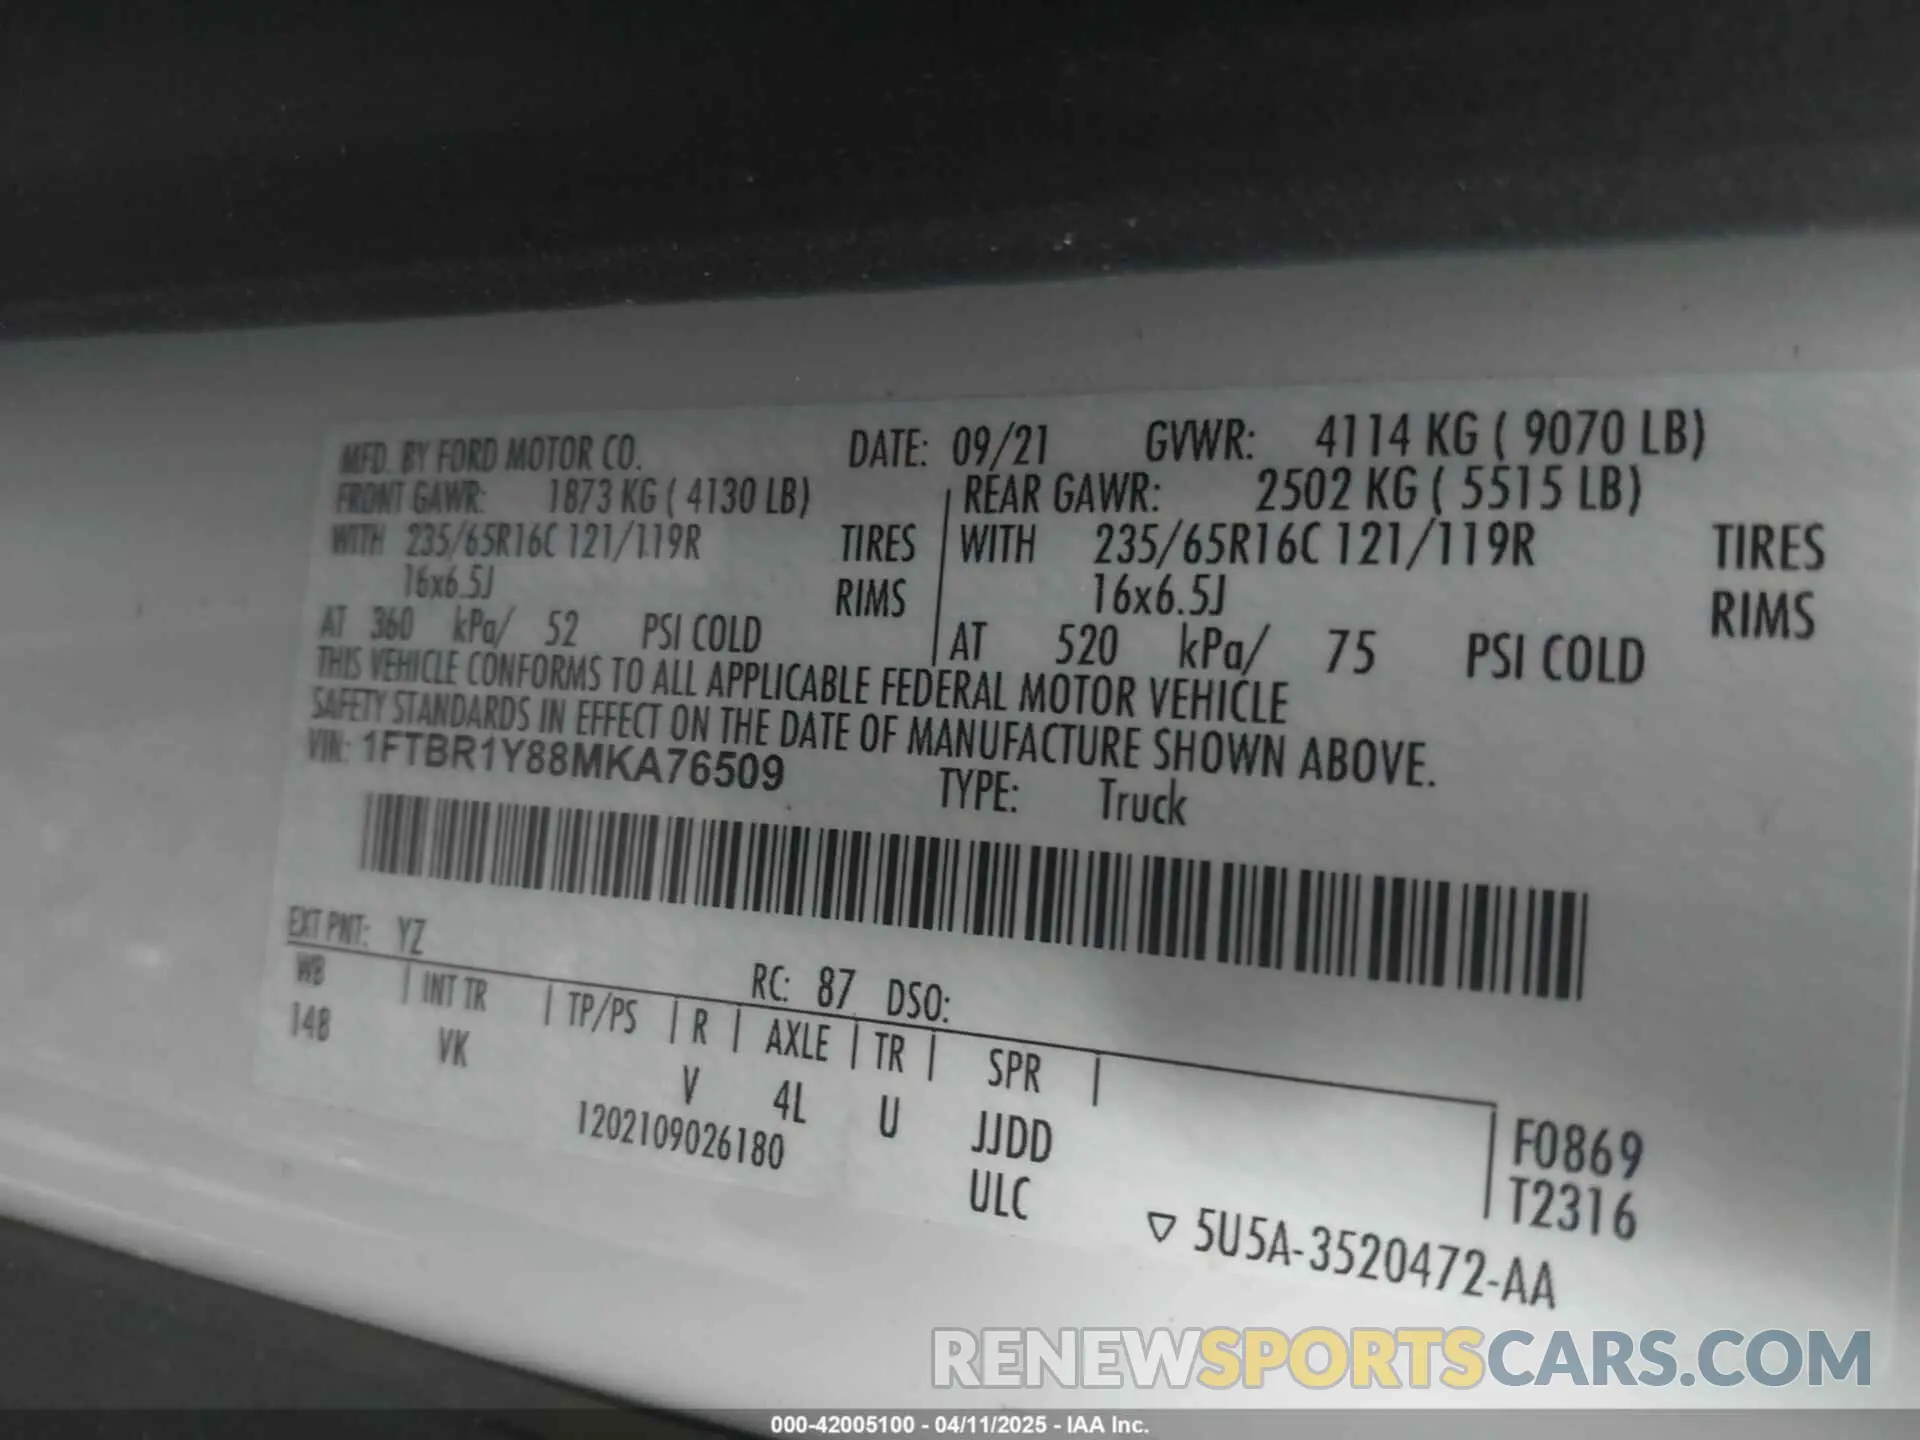 MFD. BY FORD MOTOR CO. DATE: 09/21 GVWR: 4114 KG ( 9070 LB)
FRONT GAWR: 1873 KG ( 4130 LB) REAR GAWR: 2502 KG ( 5515 LB)
WITH 235/65R16C 121/119R TIRES WITH 235/65R16C 121/119R TIRES
16x6.5J RIMS 16x6.5J RIMS
AT 360 kPa/ 52 PSI COLD AT 520 kPa/ 75 PSI COLD
THIS VEHICLE CONFORMS TO ALL APPLICABLE FEDERAL MOTOR VEHICLE
SAFETY STANDARDS IN EFFECT ON THE DATE OF MANUFACTURE SHOWN ABOVE.
VIN: 1FTBR1Y88MKA76509 TYPE: Truck
EXT PNT: YZ RC: 87 DSO:
WB | INT TR | TP/PS | R | AXLE | TR | SPR |
148 VK V 4L U JJDD F0869
1202109026180 ULC T2316
▽ 5U5A-3520472-AA
RENEWSPORTSCARS.COM
000-42005100 - 04/11/2025 - IAA Inc.